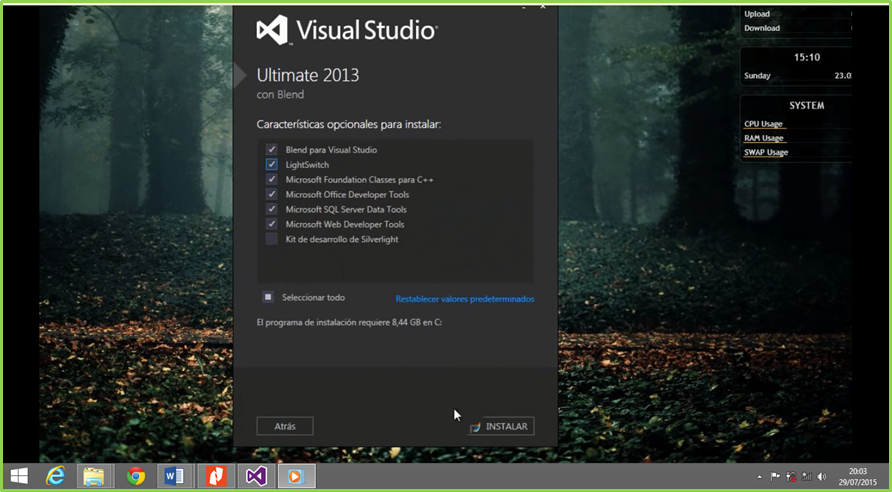 Visual Studio
Ultimate 2013
con Blend
Características opcionales para instalar:
Blend para Visual Studio
LightSwitch
Microsoft Foundation Classes para C++
Microsoft Office Developer Tools
Microsoft SQL Server Data Tools
Microsoft Web Developer Tools
Kit de desarrollo de Silverlight
Seleccionar todo
Restablecer valores predeterminados
El programa de instalación requiere 8,44 GB en C:
Atrás
INSTALAR
Upload
Download
15:10
Sunday
SYSTEM
CPU Usage
RAM Usage
SWAP Usage
20:03
29/07/2015